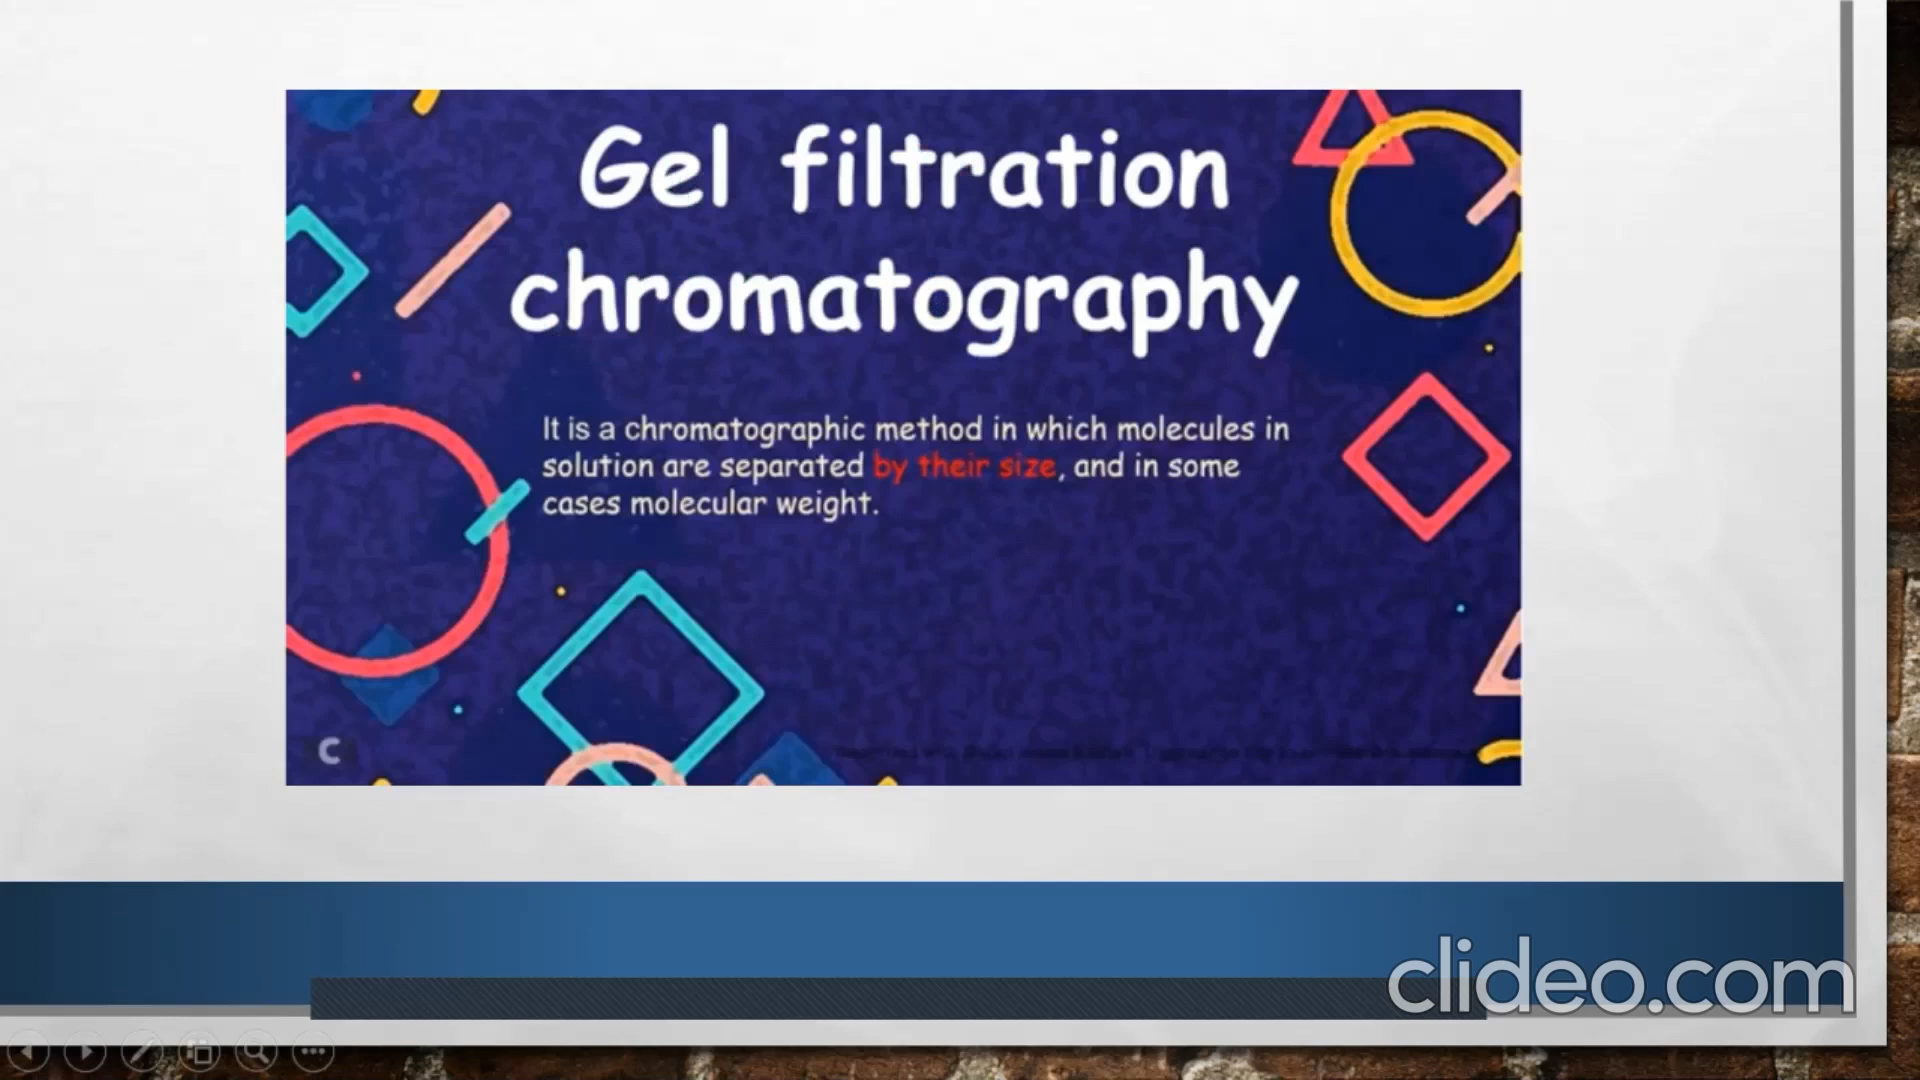 Gel filtration
chromatography
It is a chromatographic method in which molecules in
solution are separated by their size, and in some
cases molecular weight.
C
clideo.com